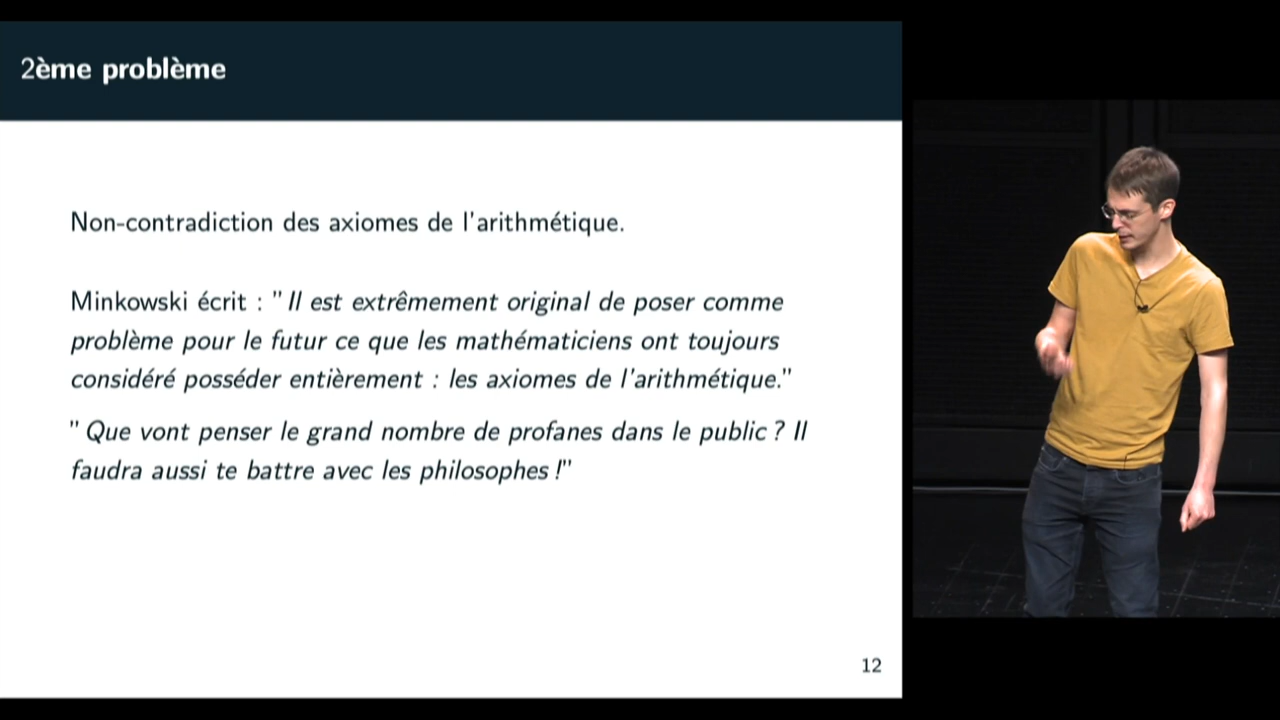 2ème problème
Non-contradiction des axiomes de l'arithmétique.
Minkowski écrit : "Il est extrêmement original de poser comme
problème pour le futur ce que les mathématiciens ont toujours
considéré posséder entièrement : les axiomes de l'arithmétique."
"Que vont penser le grand nombre de profanes dans le public ? Il
faudra aussi te battre avec les philosophes !"
12